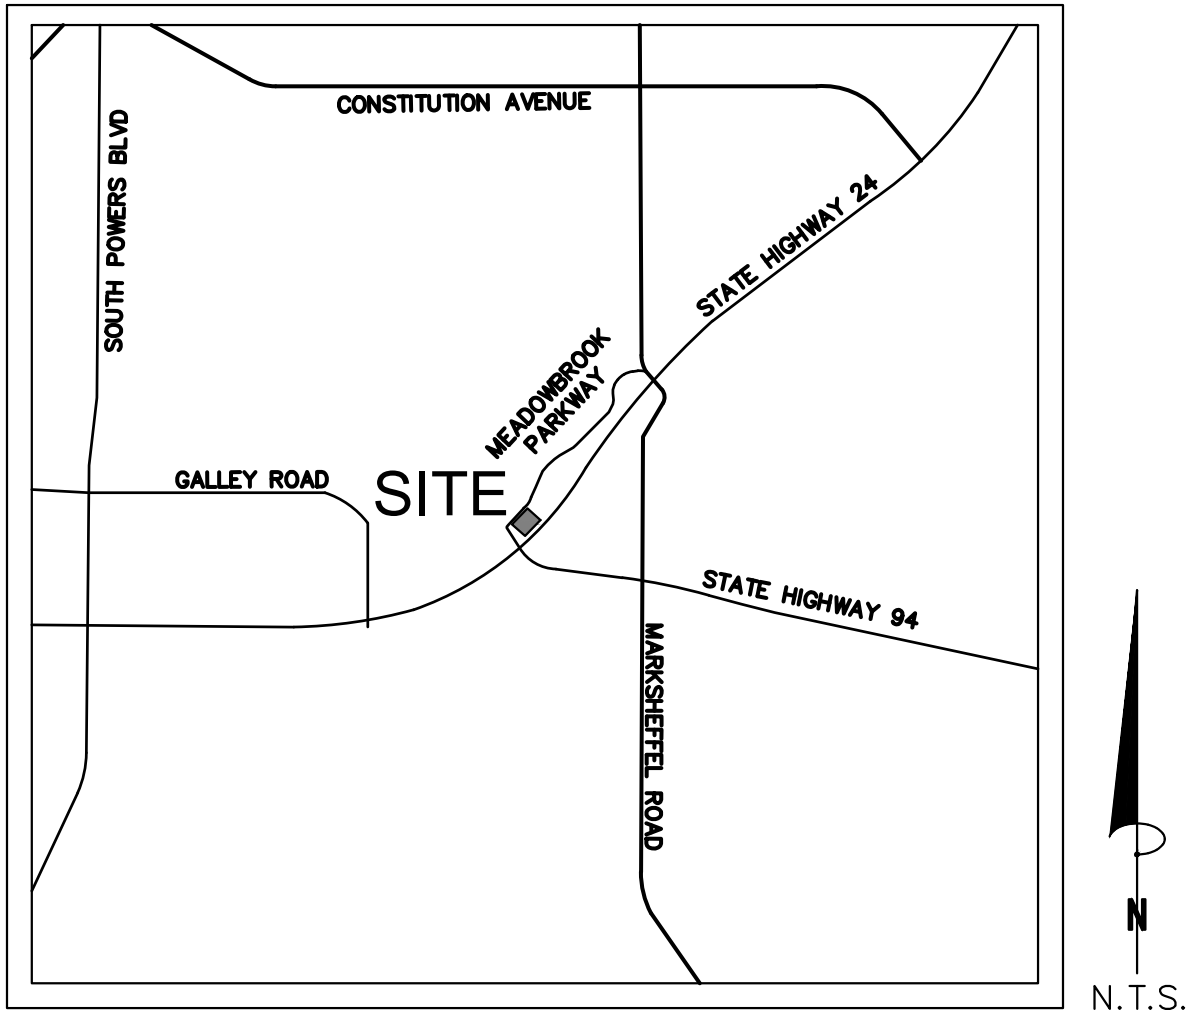 CONSTITUTION AVENUE
SOUTH POWERS BLVD
STATE HIGHWAY 24
MEADOWBROOK
PARKWAY
GALLEY ROAD
SITE
STATE HIGHWAY 94
MARKSHEFFEL ROAD
N
N.T.S.